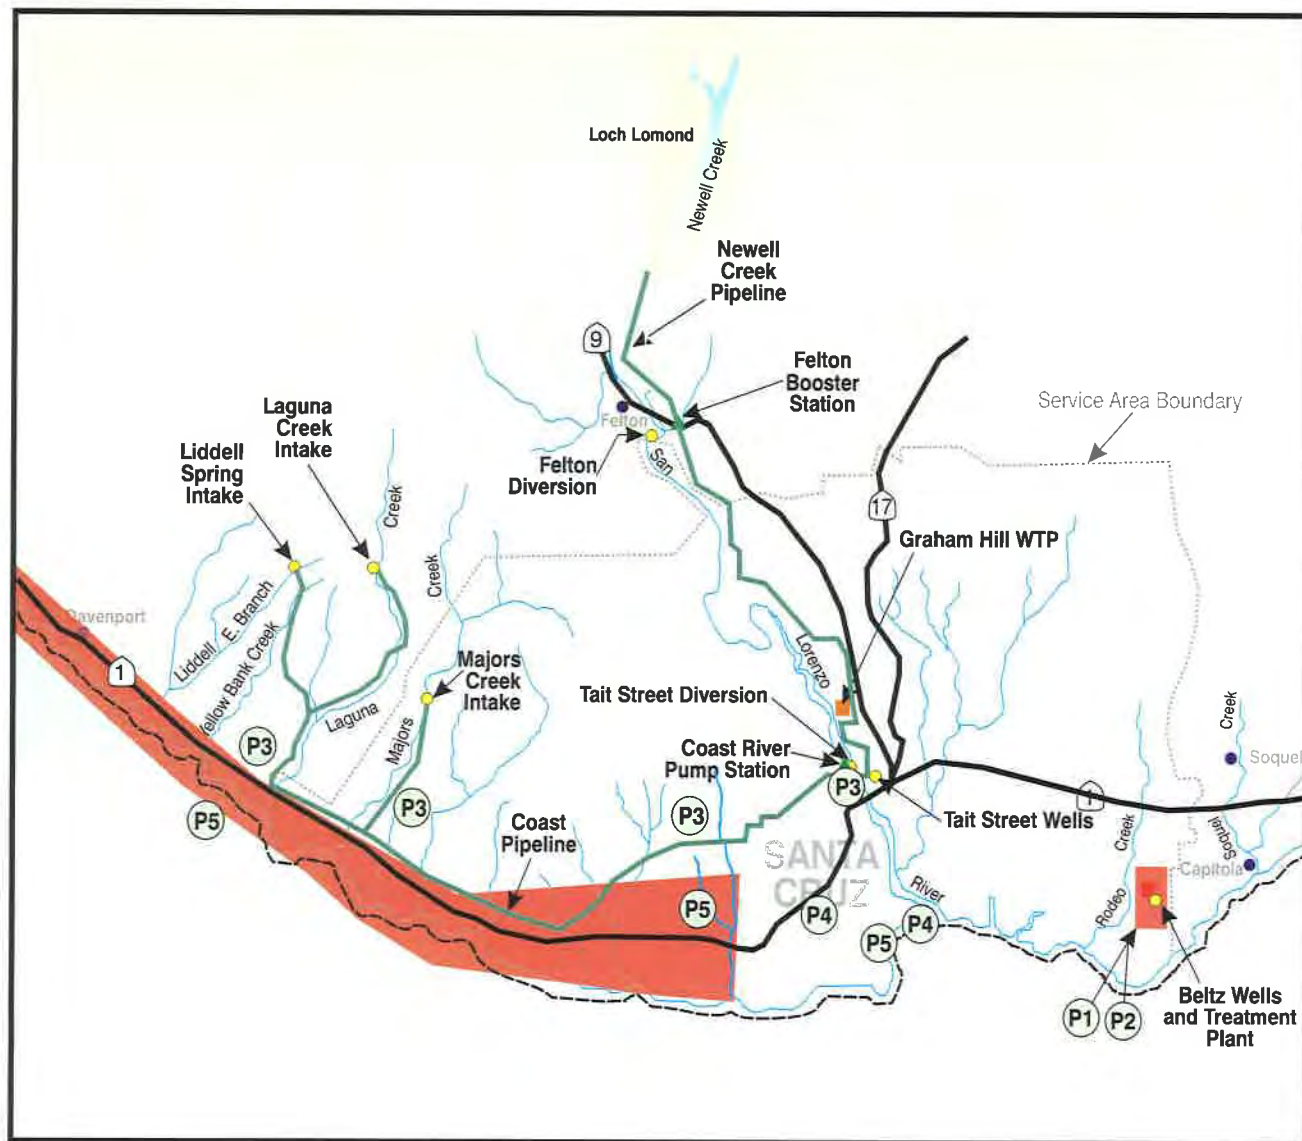 Loch Lomond
Newell Creek
Newell
Creek
Pipeline
9
Felton
Booster
Station
Felton
Service Area Boundary
Laguna
Creek
Intake
Liddell
Spring
Intake
Felton
Diversion
San
17
Creek
Graham Hill WTP
Creek
Davenport
Liddell
E. Branch
Yellow Bank Creek
1
Majors
Creek
Intake
Lorenzo
Tait Street Diversion
Laguna
Majors
Creek
Soquel
P3
Coast River
Pump Station
P3
1
P3
P5
P3
Coast
Pipeline
Tait Street Wells
Creek
Soquel
SANTA
CRUZ
Capitola
River
Rodeo
P5
P4
P5
P4
P1
P2
Beltz Wells
and Treatment
Plant